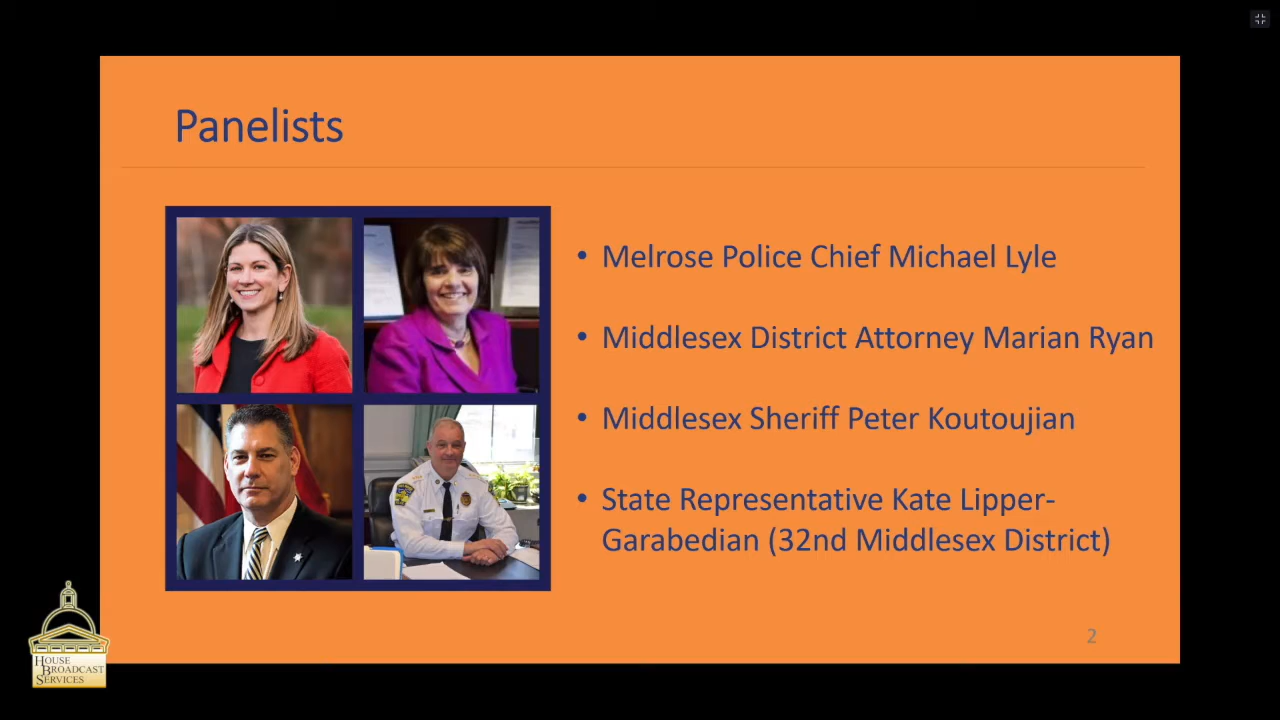 Panelists
• Melrose Police Chief Michael Lyle
• Middlesex District Attorney Marian Ryan
• Middlesex Sheriff Peter Koutoujian
• State Representative Kate Lipper-
Garabedian (32nd Middlesex District)
2
HOUSE
BROADCAST
SERVICES